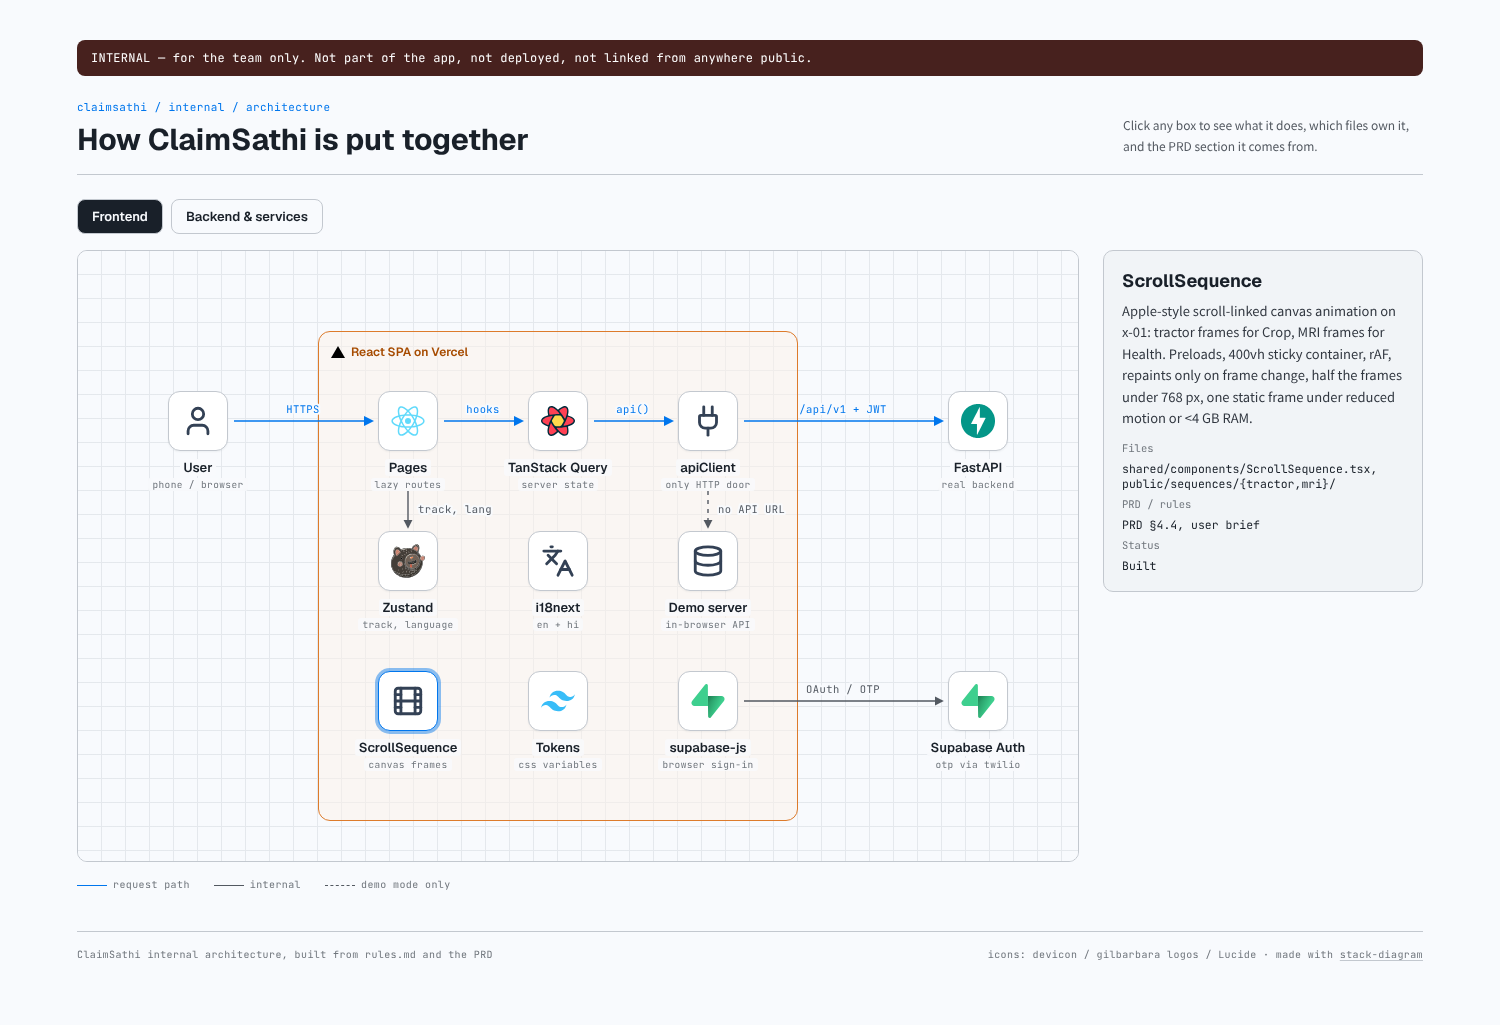 INTERNAL — for the team only. Not part of the app, not deployed, not linked from anywhere public.
claimsathi / internal / architecture
How ClaimSathi is put together
Click any box to see what it does, which files own it,
and the PRD section it comes from.
Frontend
Backend & services
React SPA on Vercel
HTTPS
hooks
api()
/api/v1 + JWT
User
phone / browser
Pages
lazy routes
TanStack Query
server state
apiClient
only HTTP door
FastAPI
real backend
track, lang
no API URL
Zustand
track, language
i18next
en + hi
Demo server
in-browser API
OAuth / OTP
ScrollSequence
canvas frames
Tokens
css variables
supabase-js
browser sign-in
Supabase Auth
otp via twilio
request path
internal
demo mode only
ScrollSequence
Apple-style scroll-linked canvas animation on
x-01: tractor frames for Crop, MRI frames for
Health. Preloads, 400vh sticky container, rAF,
repaints only on frame change, half the frames
under 768 px, one static frame under reduced
motion or <4 GB RAM.
Files
shared/components/ScrollSequence.tsx,
public/sequences/{tractor,mri}/
PRD / rules
PRD §4.4, user brief
Status
Built
ClaimSathi internal architecture, built from rules.md and the PRD
icons: devicon / gilbarbara logos / Lucide · made with stack-diagram